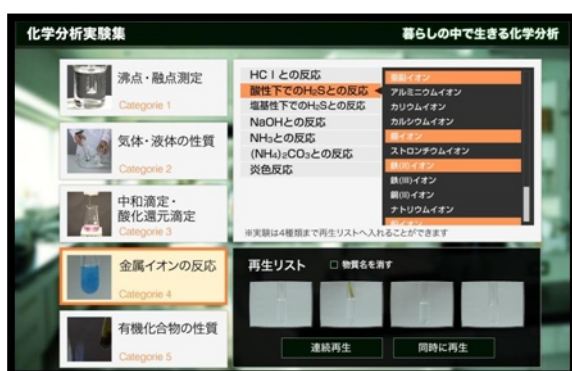 化学分析実験集
暮らしの中で生きる化学分析
沸点・融点測定
Categorie 1
気体・液体の性質
Categorie 2
中和滴定・
酸化還元滴定
Categorie 3
金属イオンの反応
Categorie 4
有機化合物の性質
Categorie 5
HClとの反応
酸性下でのH₂Sとの反応
塩基性下でのH₂Sとの反応
NaOHとの反応
NH₃との反応
(NH₄)₂CO₃との反応
炎色反応
亜鉛イオン
アルミニウムイオン
カリウムイオン
カルシウムイオン
銀イオン
ストロンチウムイオン
鉄(II)イオン
鉄(III)イオン
銅(II)イオン
ナトリウムイオン
※実験は4種類まで再生リストへ入れることができます
再生リスト
物質名を消す
連続再生
同時に再生